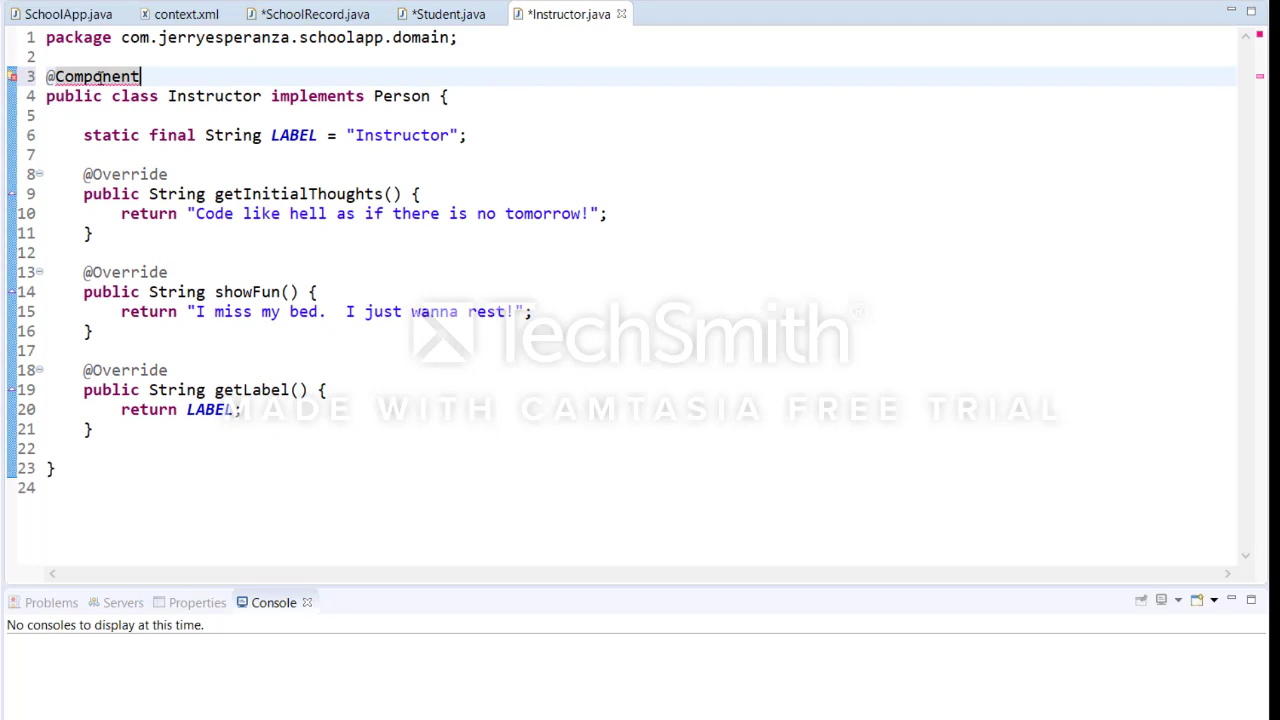 SchoolApp.java context.xml *SchoolRecord.java *Student.java *Instructor.java
1 package com.jerryesperanza.schoolapp.domain;
2
3 @Component
4 public class Instructor implements Person {
5
6 static final String LABEL = "Instructor";
7
8 @Override
9 public String getInitialThoughts() {
10 return "Code like hell as if there is no tomorrow!";
11 }
12
13 @Override
14 public String showFun() {
15 return "I miss my bed.  I just wanna rest!";
16 }
17
18 @Override
19 public String getLabel() {
20 return LABEL;
21 }
22
23 }
24
TechSmith®
MADE WITH CAMTASIA FREE TRIAL
Problems Servers Properties Console
No consoles to display at this time.